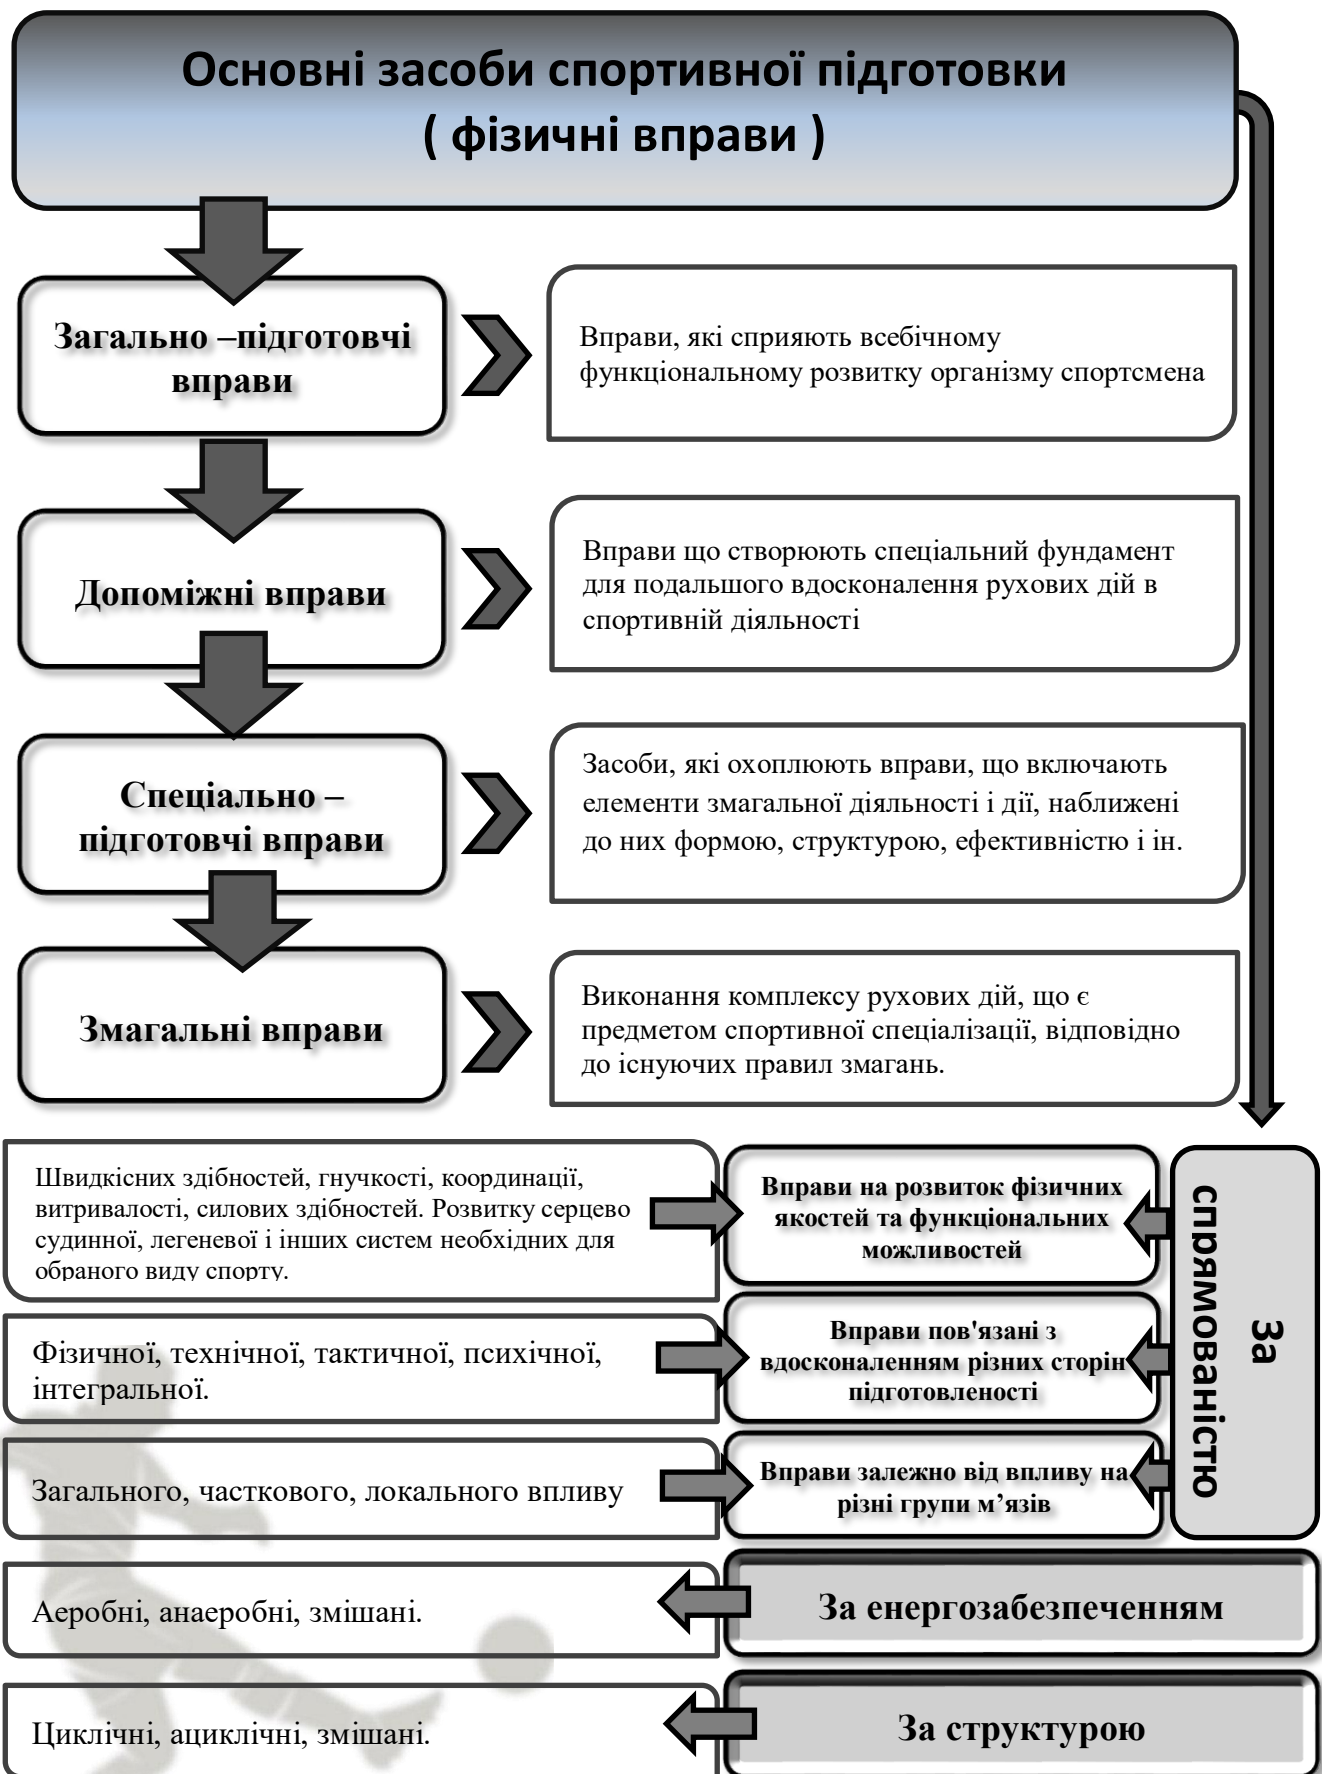 Основні засоби спортивної підготовки
( фізичні вправи )
Загально –підготовчі
вправи
Вправи, які сприяють всебічному
функціональному розвитку організму спортсмена
Допоміжні вправи
Вправи що створюють спеціальний фундамент
для подальшого вдосконалення рухових дій в
спортивній діяльності
Спеціально –
підготовчі вправи
Засоби, які охоплюють вправи, що включають
елементи змагальної діяльності і дії, наближені
до них формою, структурою, ефективністю і ін.
Змагальні вправи
Виконання комплексу рухових дій, що є
предметом спортивної спеціалізації, відповідно
до існуючих правил змагань.
За
спрямованістю
Вправи на розвиток фізичних
якостей та функціональних
можливостей
Швидкісних здібностей, гнучкості, координації,
витривалості, силових здібностей. Розвитку серцево
судинної, легеневої і інших систем необхідних для
обраного виду спорту.
Вправи пов'язані з
вдосконаленням різних сторін
підготовленості
Фізичної, технічної, тактичної, психічної,
інтегральної.
Вправи залежно від впливу на
різні групи м’язів
Загального, часткового, локального впливу
За енергозабезпеченням
Аеробні, анаеробні, змішані.
За структурою
Циклічні, ациклічні, змішані.